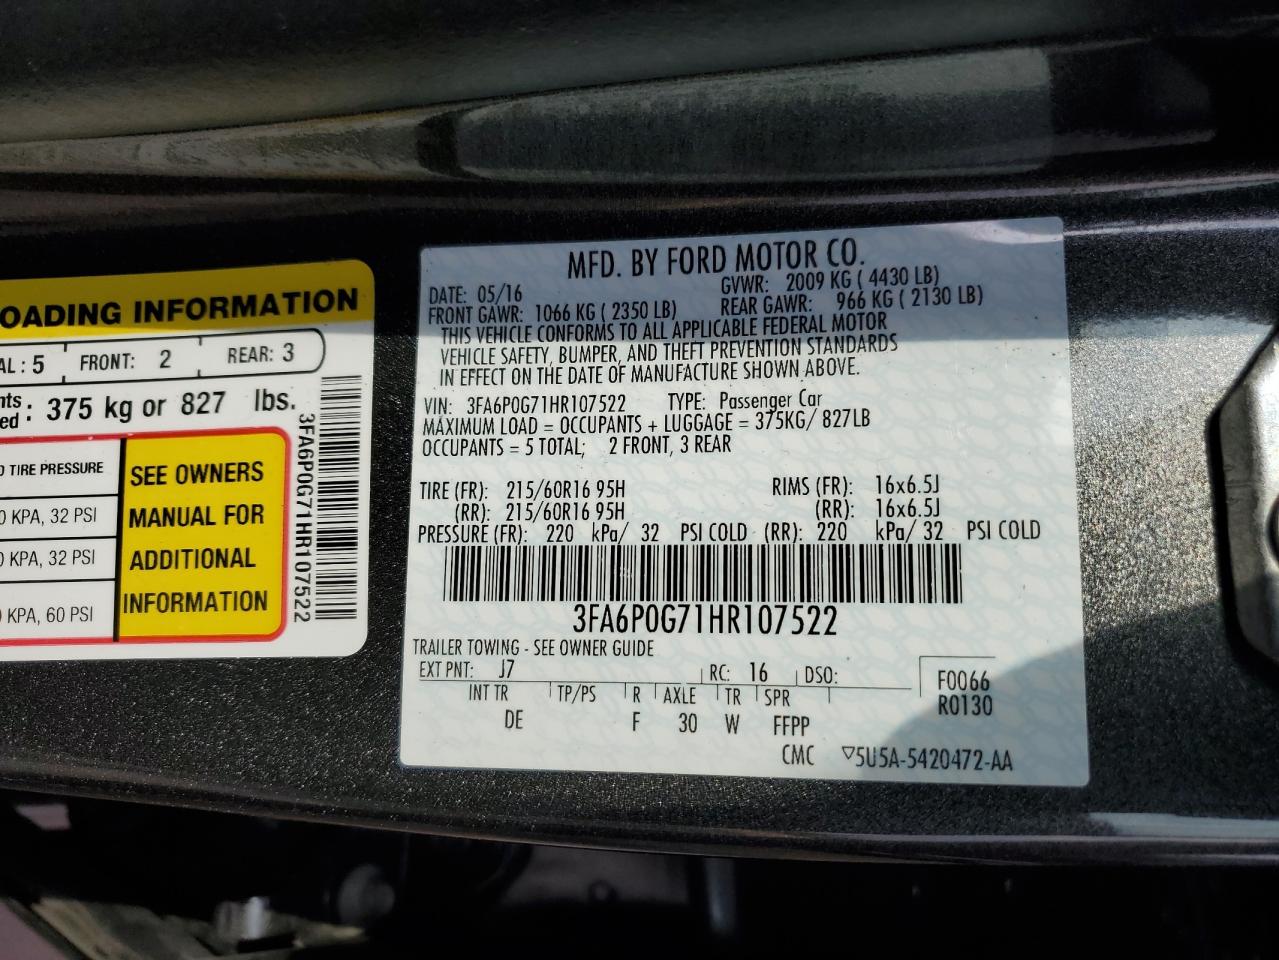 OADING INFORMATION
AL : 5 FRONT: 2 REAR: 3
nts
ed : 375 kg or 827 lbs.
3FA6P0G71HR107522
D TIRE PRESSURE
0 KPA, 32 PSI
0 KPA, 32 PSI
0 KPA, 60 PSI
SEE OWNERS
MANUAL FOR
ADDITIONAL
INFORMATION
MFD. BY FORD MOTOR CO.
DATE: 05/16 GVWR: 2009 KG ( 4430 LB)
FRONT GAWR: 1066 KG ( 2350 LB) REAR GAWR: 966 KG ( 2130 LB)
THIS VEHICLE CONFORMS TO ALL APPLICABLE FEDERAL MOTOR
VEHICLE SAFETY, BUMPER, AND THEFT PREVENTION STANDARDS
IN EFFECT ON THE DATE OF MANUFACTURE SHOWN ABOVE.
VIN: 3FA6P0G71HR107522 TYPE: Passenger Car
MAXIMUM LOAD = OCCUPANTS + LUGGAGE = 375KG/ 827LB
OCCUPANTS = 5 TOTAL; 2 FRONT, 3 REAR
TIRE (FR): 215/60R16 95H RIMS (FR): 16x6.5J
(RR): 215/60R16 95H (RR): 16x6.5J
PRESSURE (FR): 220 kPa/ 32 PSI COLD (RR): 220 kPa/ 32 PSI COLD
3FA6P0G71HR107522
TRAILER TOWING - SEE OWNER GUIDE
EXT PNT: J7 RC: 16 DSO:
INT TR TP/PS R AXLE TR SPR
DE F 30 W FFPP
F0066
R0130
CMC ▽5U5A-5420472-AA